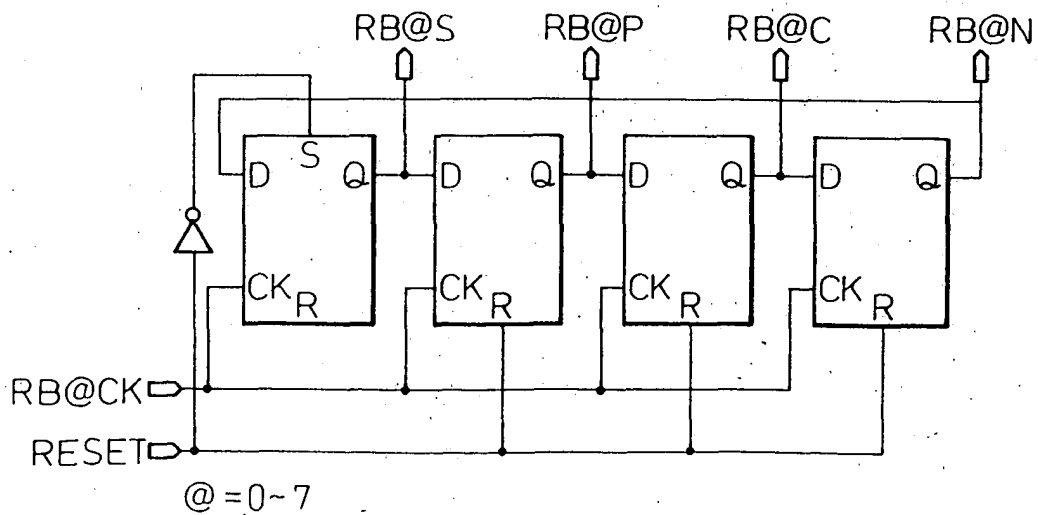 RB@S RB@P RB@C RB@N
S
D Q D Q D Q D Q
CK R CK R CK R CK R
RB@CK
RESET
@=0~7